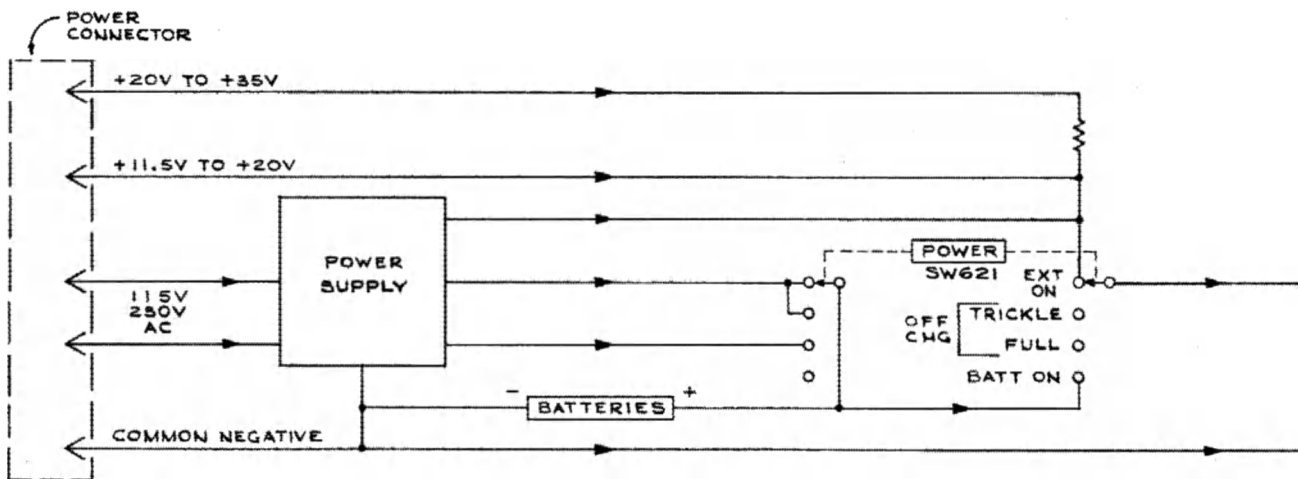 POWER
CONNECTOR
+20V TO +35V
+11.5V TO +20V
POWER
SUPPLY
115V
230V
AC
POWER
SW621
EXT
ON
TRICKLE
OFF
CHG
FULL
BATT ON
- BATTERIES +
COMMON NEGATIVE